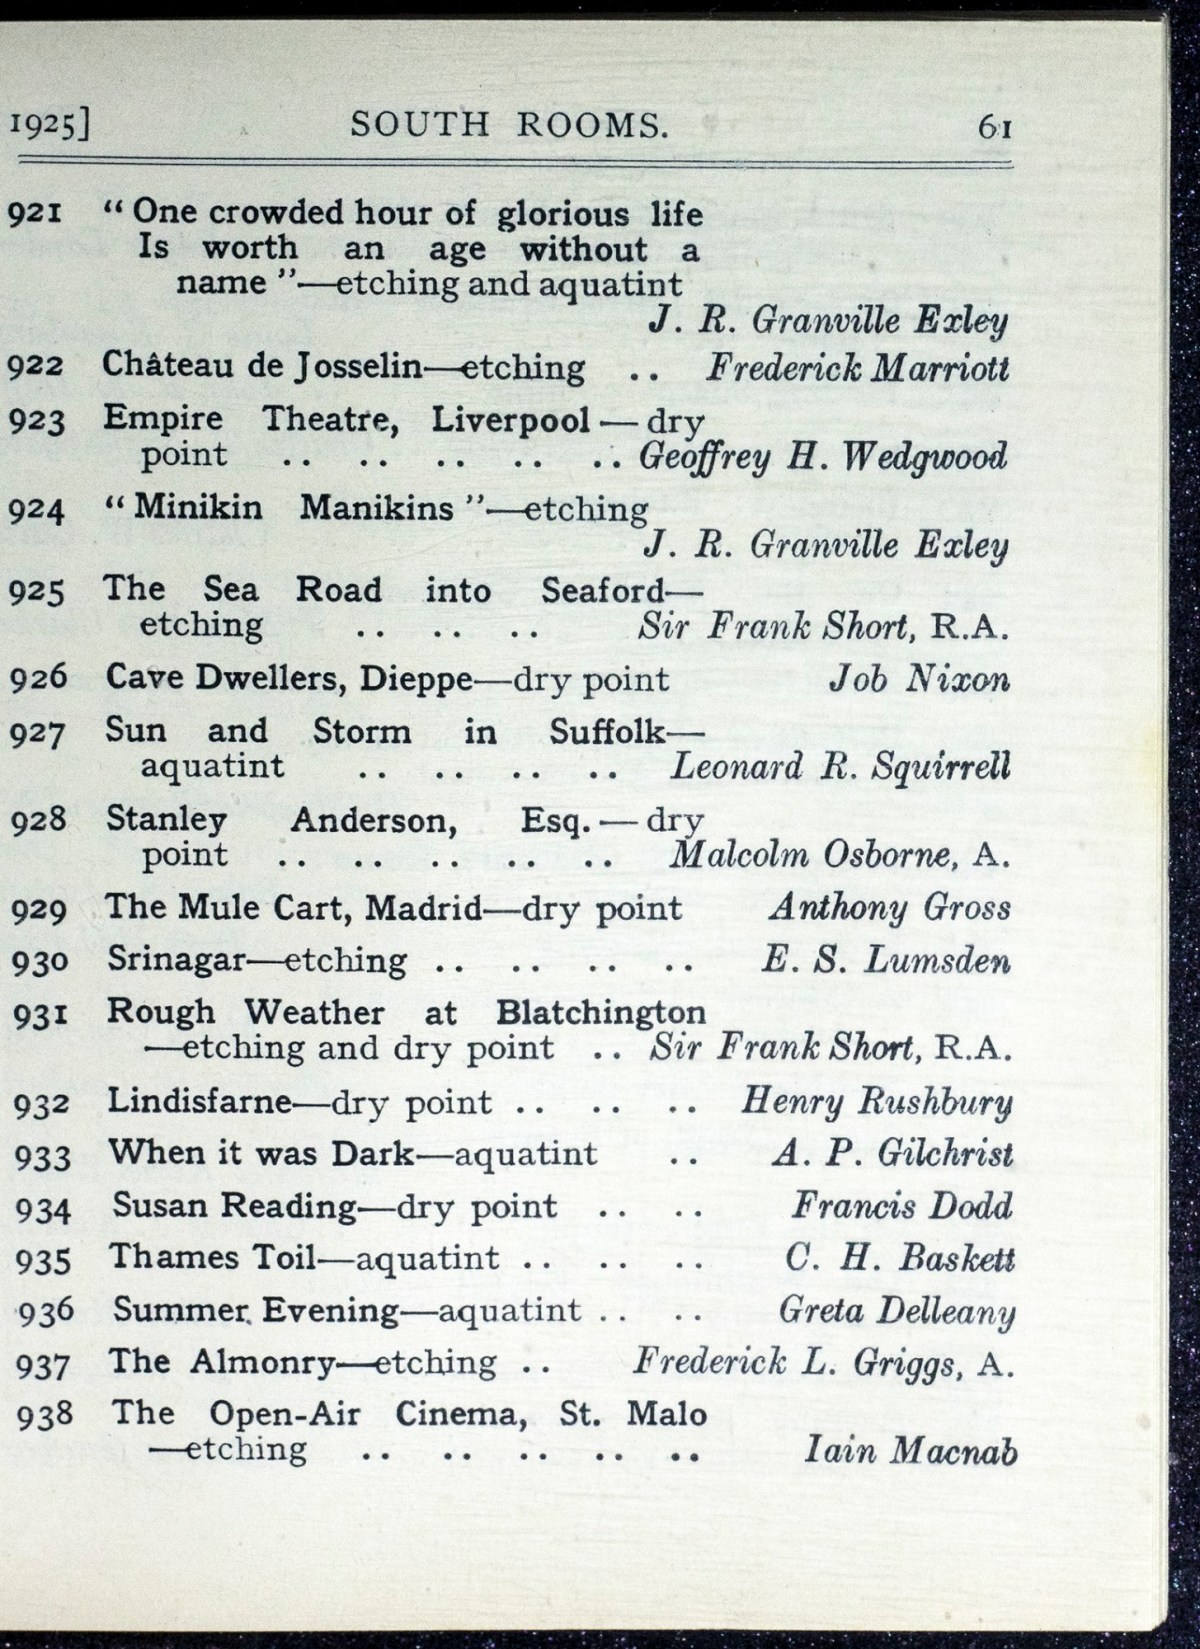 1925] SOUTH ROOMS. 61
921 “ One crowded hour of glorious life
Is worth an age without a
name ”—etching and aquatint
J. R. Granville Exley
922 Château de Josselin—etching .. Frederick Marriott
923 Empire Theatre, Liverpool — dry
point .. .. .. .. .. Geoffrey H. Wedgwood
924 “ Minikin Manikins ”—etching
J. R. Granville Exley
925 The Sea Road into Seaford—
etching .. .. .. Sir Frank Short, R.A.
926 Cave Dwellers, Dieppe—dry point Job Nixon
927 Sun and Storm in Suffolk—
aquatint .. .. .. .. Leonard R. Squirrell
928 Stanley Anderson, Esq. — dry
point .. .. .. .. .. Malcolm Osborne, A.
929 The Mule Cart, Madrid—dry point Anthony Gross
930 Srinagar—etching .. .. .. .. E. S. Lumsden
931 Rough Weather at Blatchington
—etching and dry point .. Sir Frank Short, R.A.
932 Lindisfarne—dry point .. .. .. Henry Rushbury
933 When it was Dark—aquatint .. A. P. Gilchrist
934 Susan Reading—dry point .. .. Francis Dodd
935 Thames Toil—aquatint .. .. .. C. H. Baskett
936 Summer Evening—aquatint .. .. Greta Delleany
937 The Almonry—etching .. Frederick L. Griggs, A.
938 The Open-Air Cinema, St. Malo
—etching .. .. .. .. .. Iain Macnab